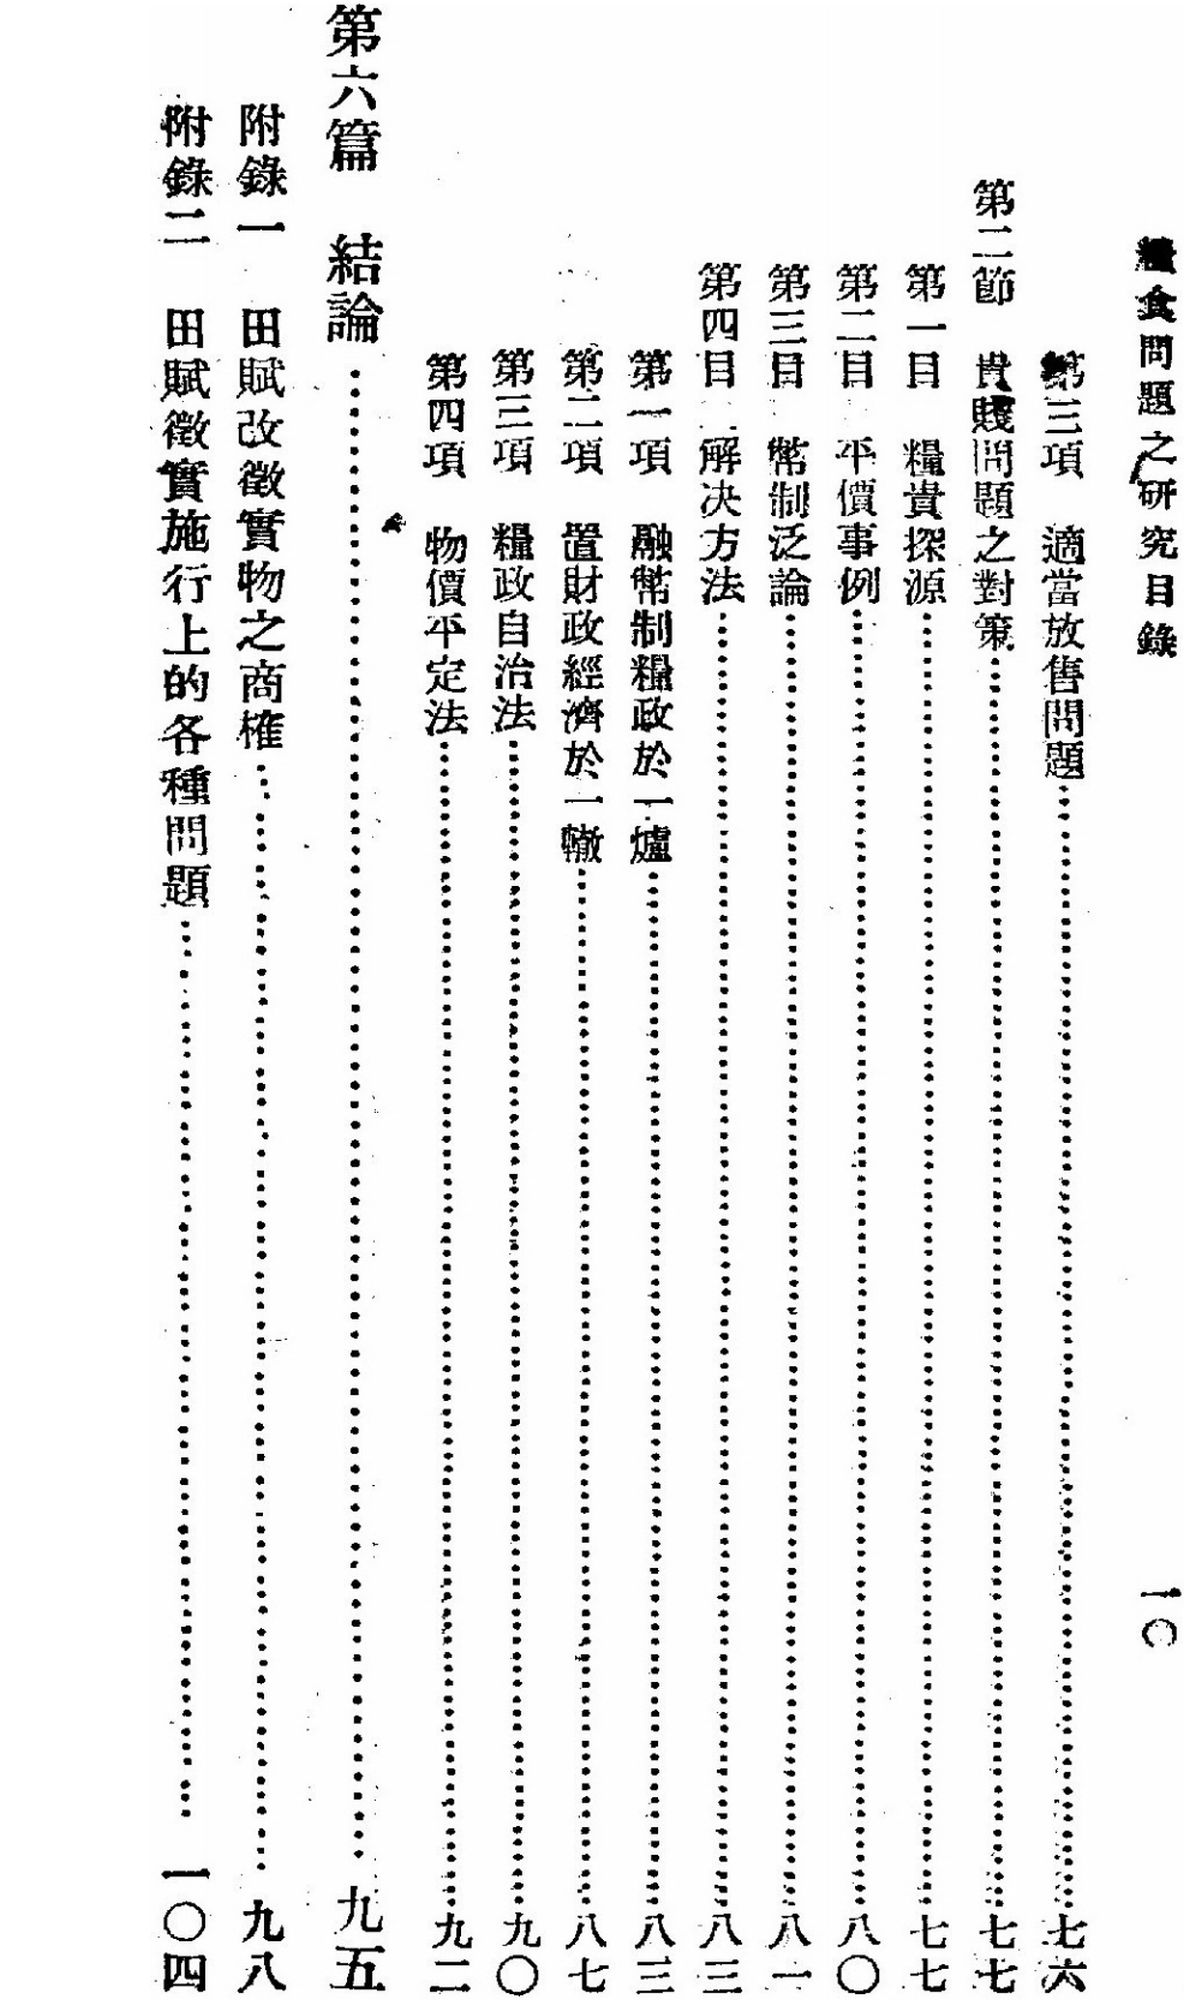 糧食問題之研究目錄 一〇
第三項 適當放售問題……七六
第二節 貴賤問題之對策……七七
第一目 糧貴探源……七七
第二目 平價事例……八〇
第三目 幣制泛論……八一
第四目 解决方法……八三
第一項 融幣制糧政於一爐……八三
第二項 置財政經濟於一轍……八七
第三項 糧政自治法……九〇
第四項 物價平定法……九二
第六篇 結論……九五
附錄一 田賦改徵實物之商榷……九八
附錄二 田賦徵實施行上的各種問題……一〇四